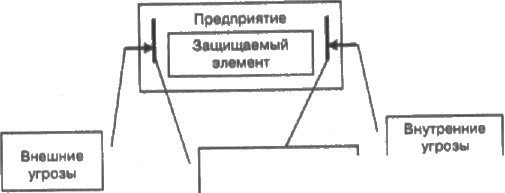 Предприятие
Защищаемый
элемент
Внешние
угрозы
Внутренние
угрозы